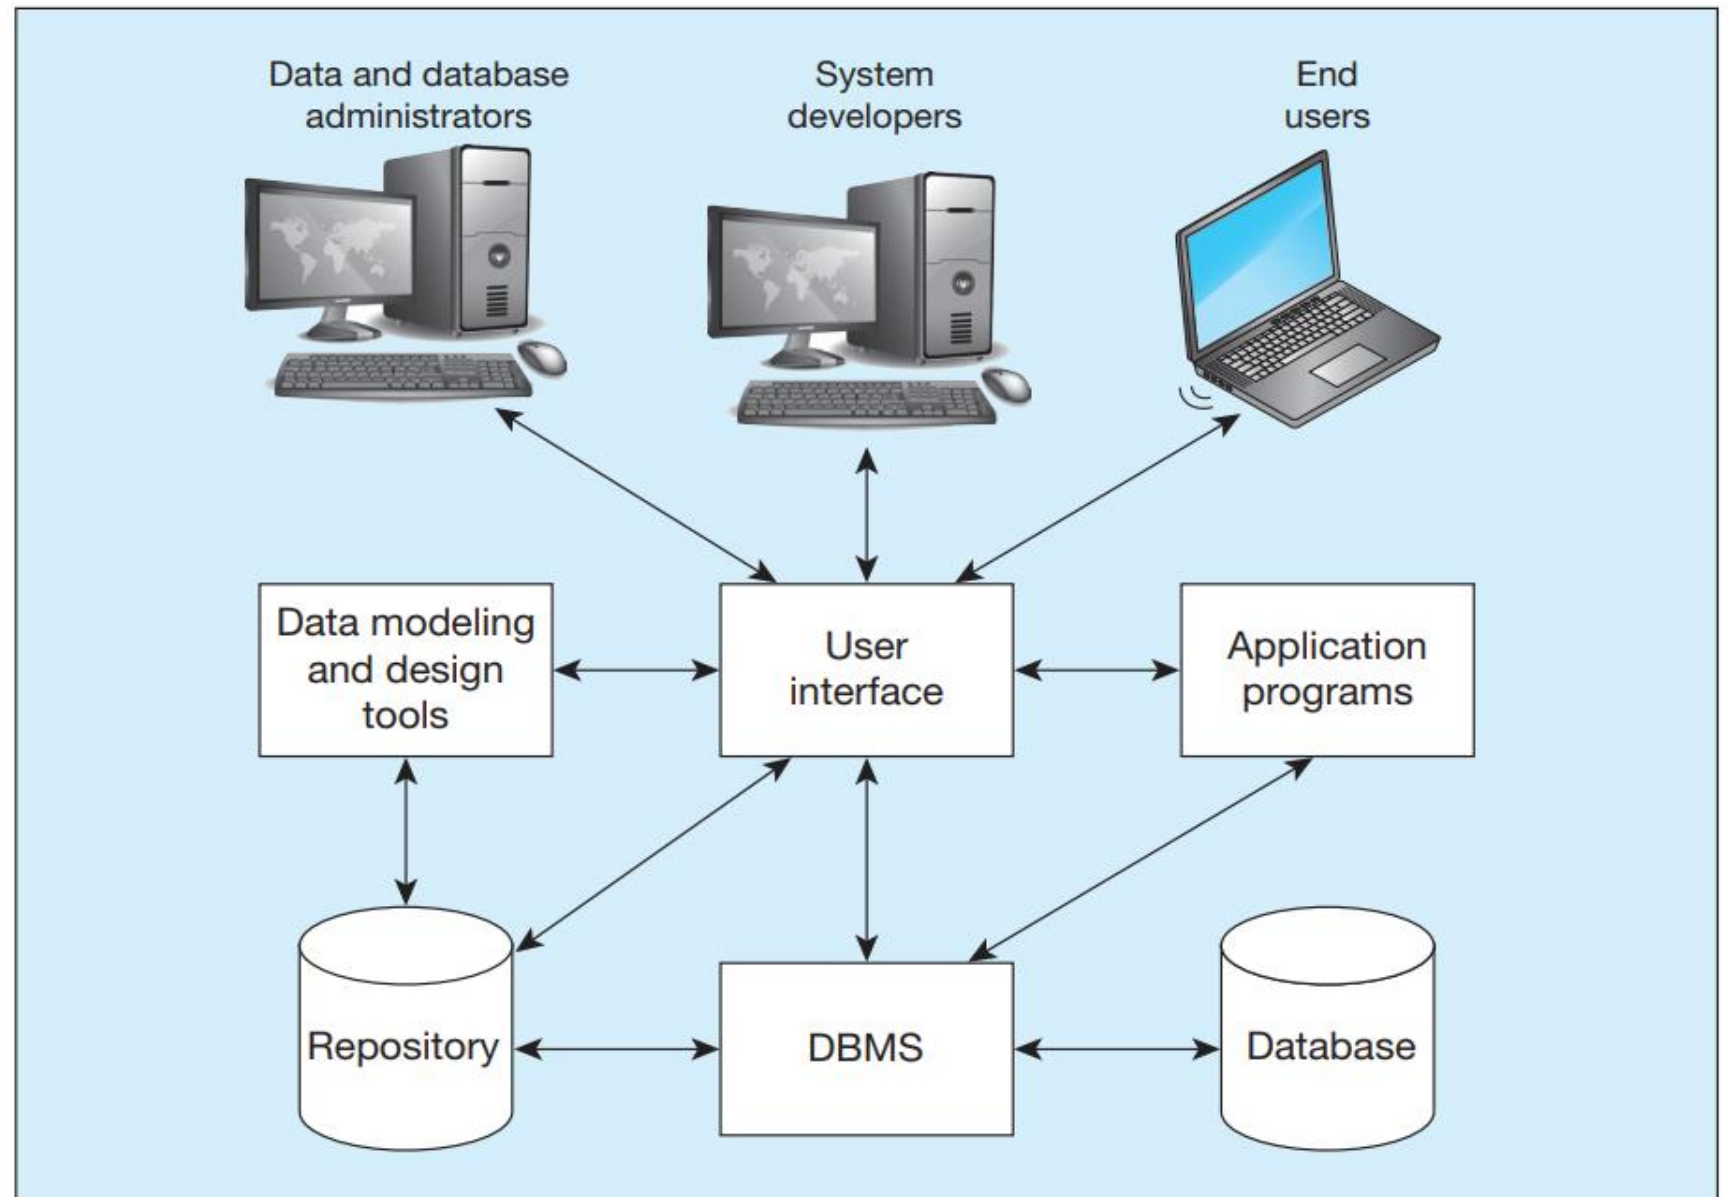 Data and database
administrators
System
developers
End
users
Data modeling
and design
tools
User
interface
Application
programs
Repository
DBMS
Database